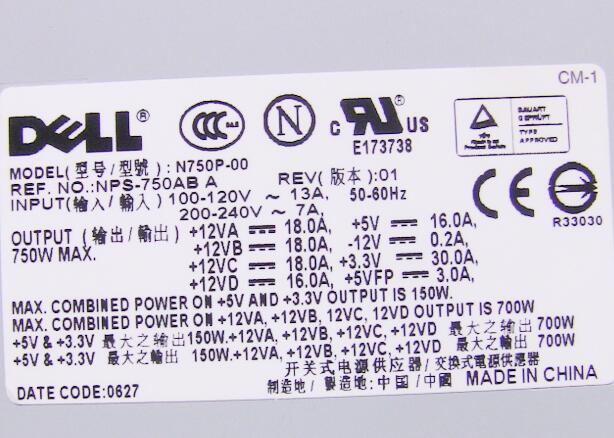 CM-1
DELL®
CCC S&E
N
C RU® US
E173738
TÜV
BAUART GEPRÜFT
TYPE APPROVED
MODEL(型号/型號):N750P-00
REF. NO.:NPS-750AB A REV(版本):01
INPUT(输入/輸入) 100-120V ~ 13A, 50-60Hz
200-240V ~ 7A,
CE
R33030
OUTPUT (输出/輸出) +12VA ⎓ 18.0A, +5V ⎓ 16.0A,
750W MAX. +12VB ⎓ 18.0A, -12V ⎓ 0.2A,
+12VC ⎓ 18.0A, +3.3V ⎓ 30.0A,
+12VD ⎓ 16.0A, +5VFP ⎓ 3.0A,
MAX. COMBINED POWER ON +5V AND +3.3V OUTPUT IS 150W.
MAX. COMBINED POWER ON +12VA, +12VB, 12VC, 12VD OUTPUT IS 700W
+5V & +3.3V 最大之输出150W.+12VA, +12VB, +12VC, +12VD 最大之输出 700W
+5V & +3.3V 最大之輸出 150W.+12VA, +12VB, +12VC, +12VD 最大之輸出 700W
开关式电源供应器/交換式電源供應器
制造地/製造地:中国/中國 MADE IN CHINA
DATE CODE:0627